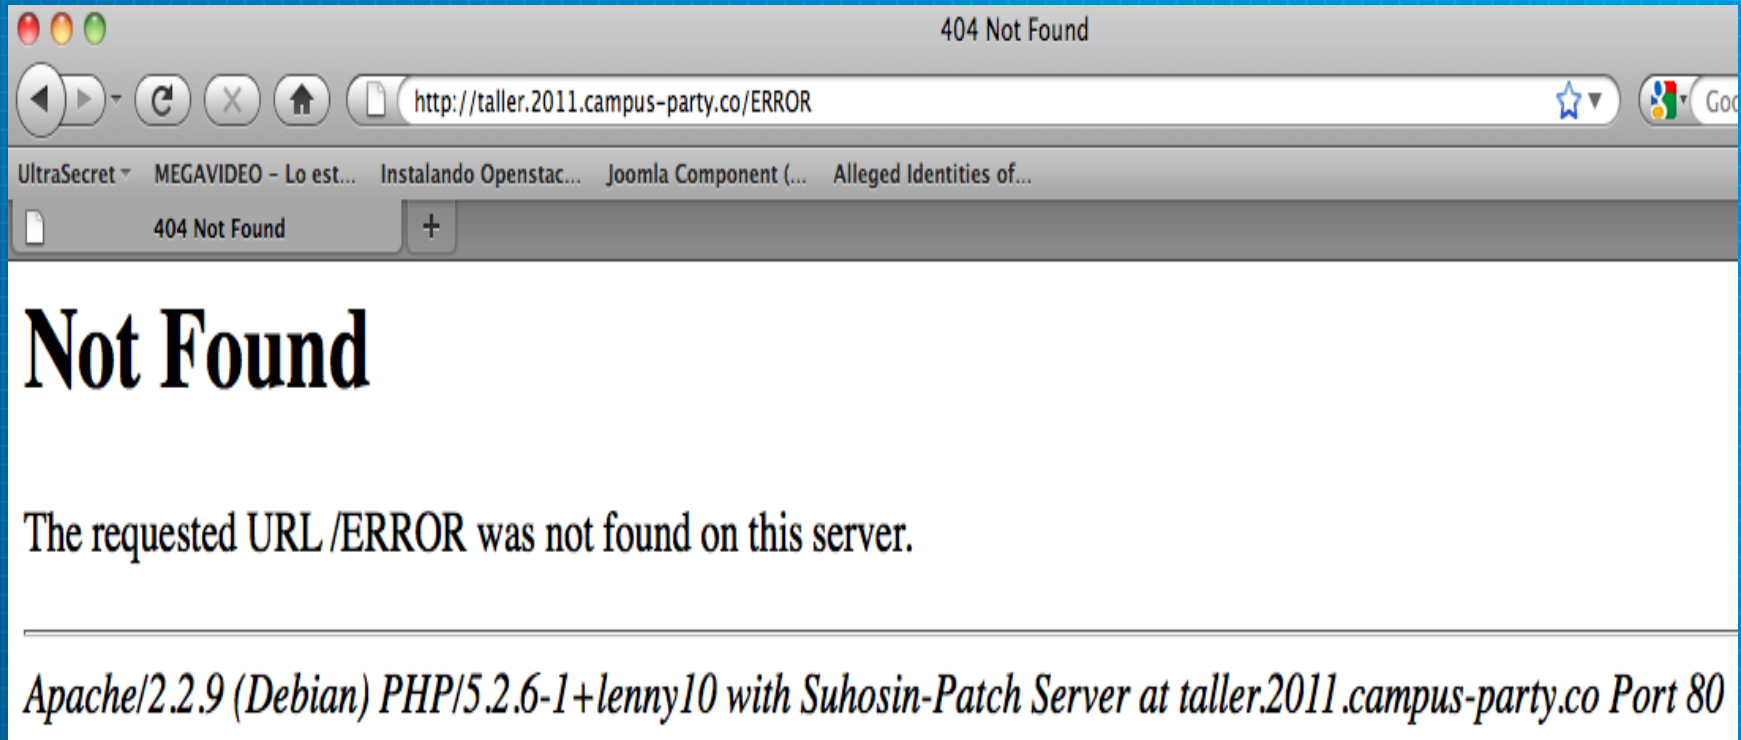 404 Not Found
http://taller.2011.campus-party.co/ERROR
Goo
UltraSecret MEGAVIDEO – Lo est... Instalando Openstac... Joomla Component (... Alleged Identities of...
404 Not Found
Not Found
The requested URL /ERROR was not found on this server.
Apache/2.2.9 (Debian) PHP/5.2.6-1+lenny10 with Suhosin-Patch Server at taller.2011.campus-party.co Port 80